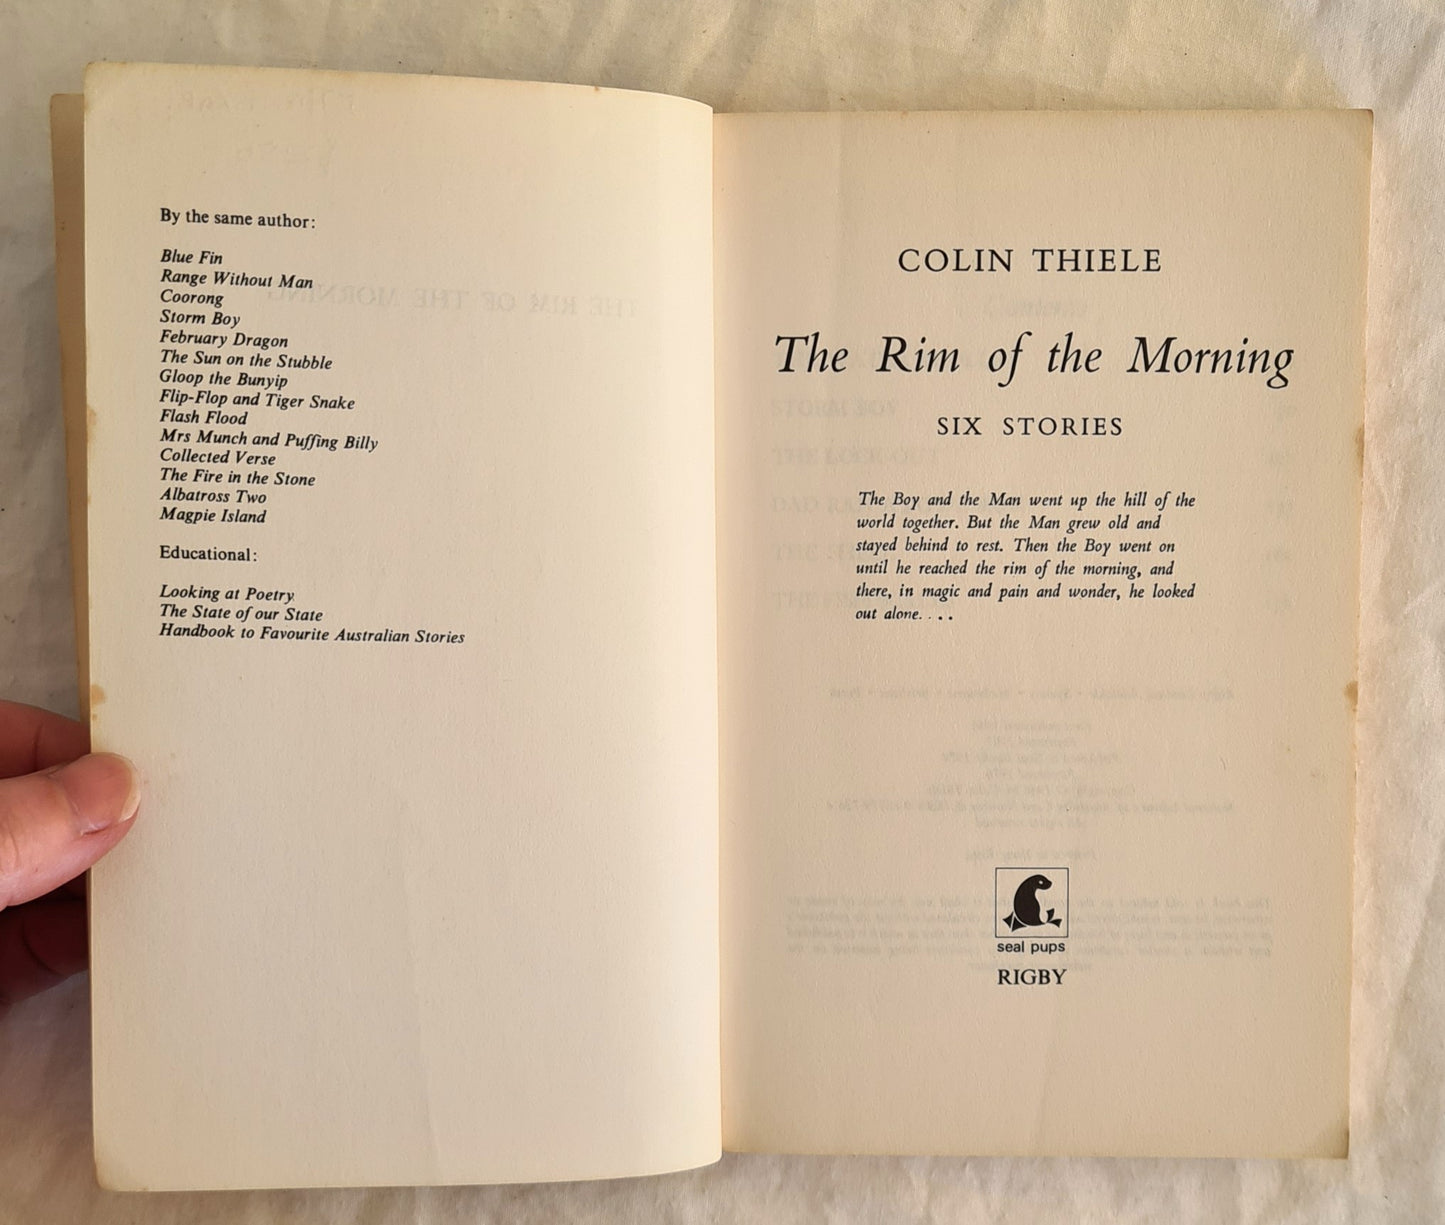 By the same author:
Blue Fin
Range Without Man
Coorong
Storm Boy
February Dragon
The Sun on the Stubble
Gloop the Bunyip
Flip-Flop and Tiger Snake
Flash Flood
Mrs Munch and Puffing Billy
Collected Verse
The Fire in the Stone
Albatross Two
Magpie Island
Educational:
Looking at Poetry
The State of our State
Handbook to Favourite Australian Stories
COLIN THIELE
The Rim of the Morning
SIX STORIES
The Boy and the Man went up the hill of the
world together. But the Man grew old and
stayed behind to rest. Then the Boy went on
until he reached the rim of the morning, and
there, in magic and pain and wonder, he looked
out alone. . . .
seal pups
RIGBY